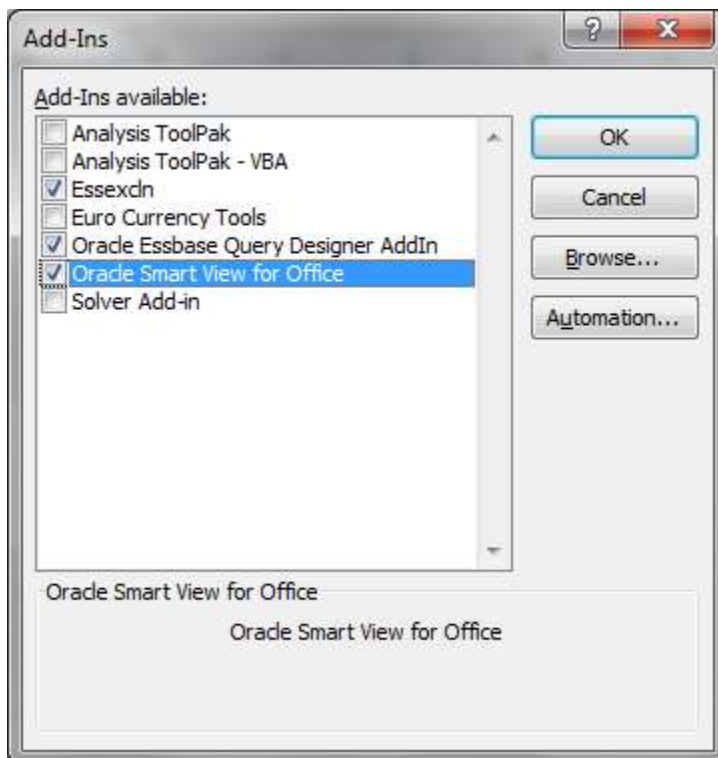 Add-Ins
?
Add-Ins available:
Analysis ToolPak
Analysis ToolPak - VBA
Essexcln
Euro Currency Tools
Oracle Essbase Query Designer AddIn
Oracle Smart View for Office
Solver Add-in
OK
Cancel
Browse...
Automation...
Oracle Smart View for Office
Oracle Smart View for Office